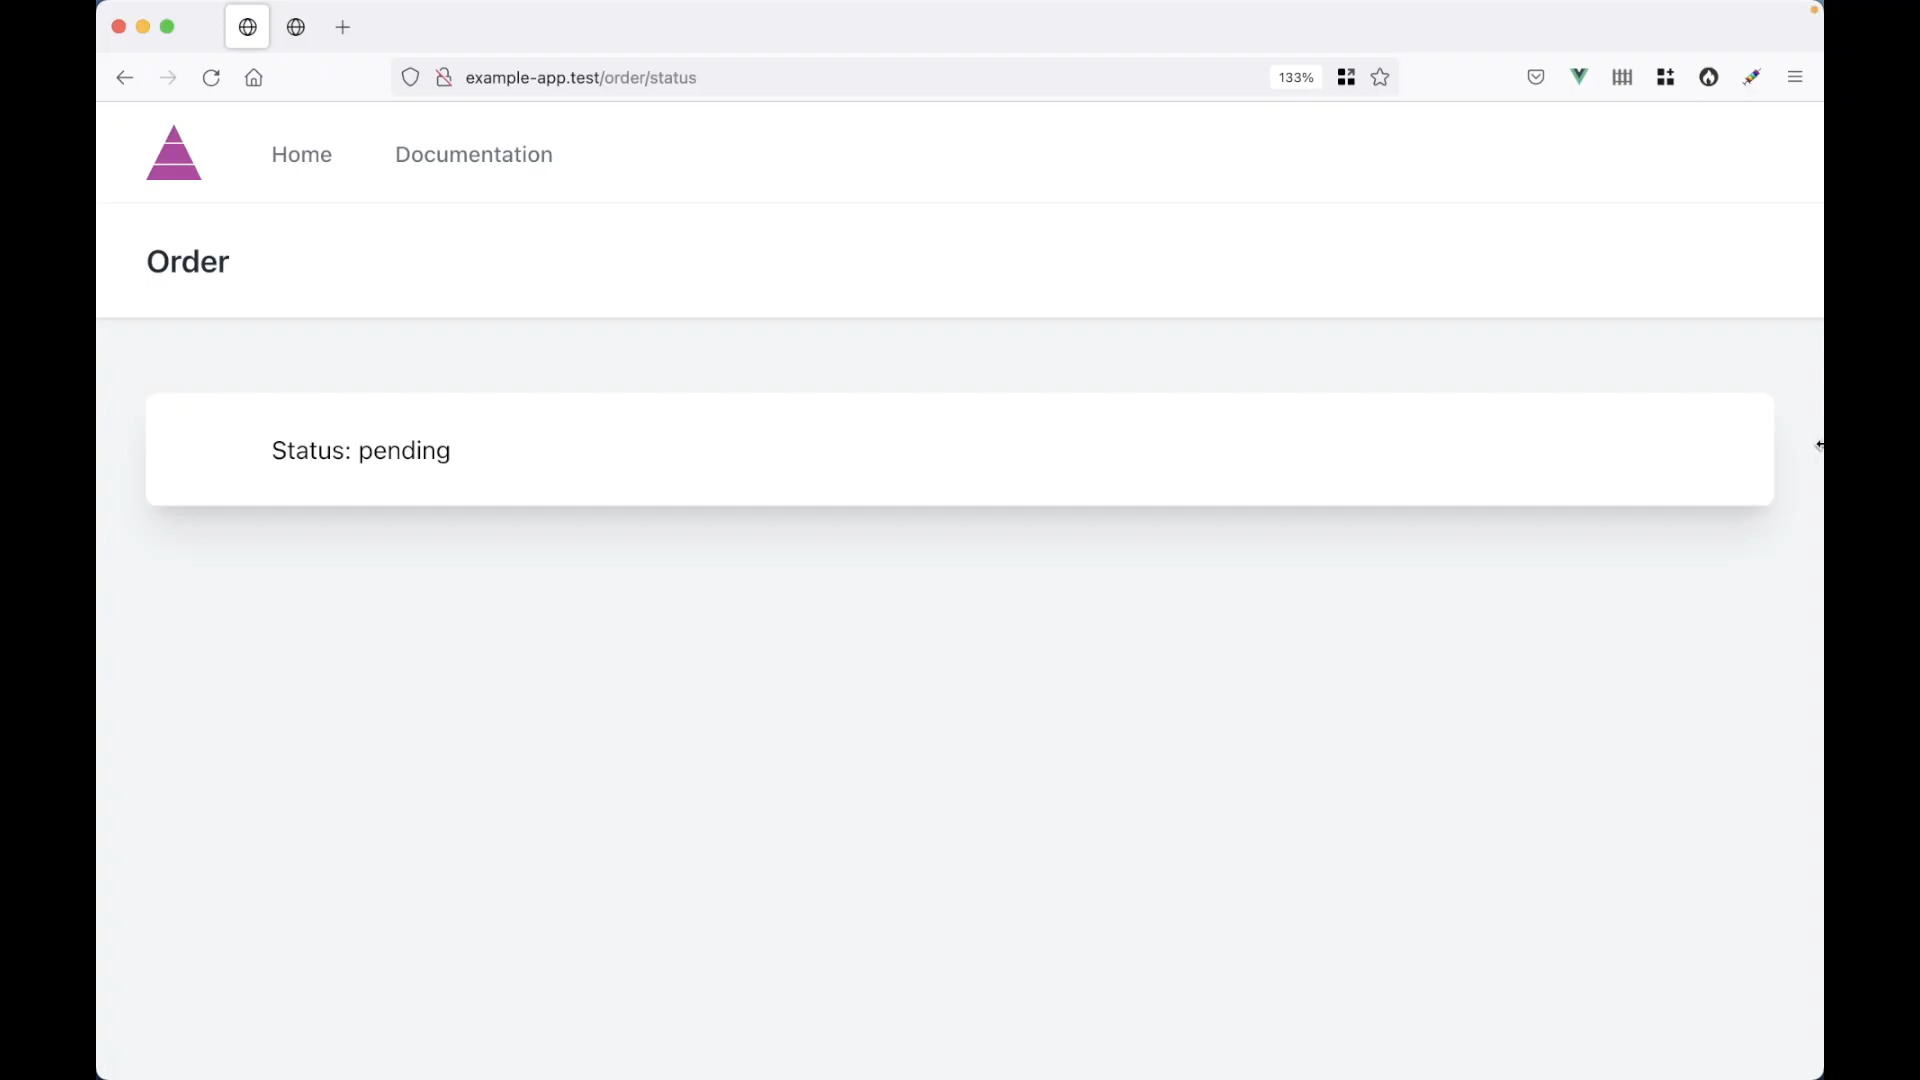 example-app.test/order/status
133%
Home
Documentation
Order
Status: pending